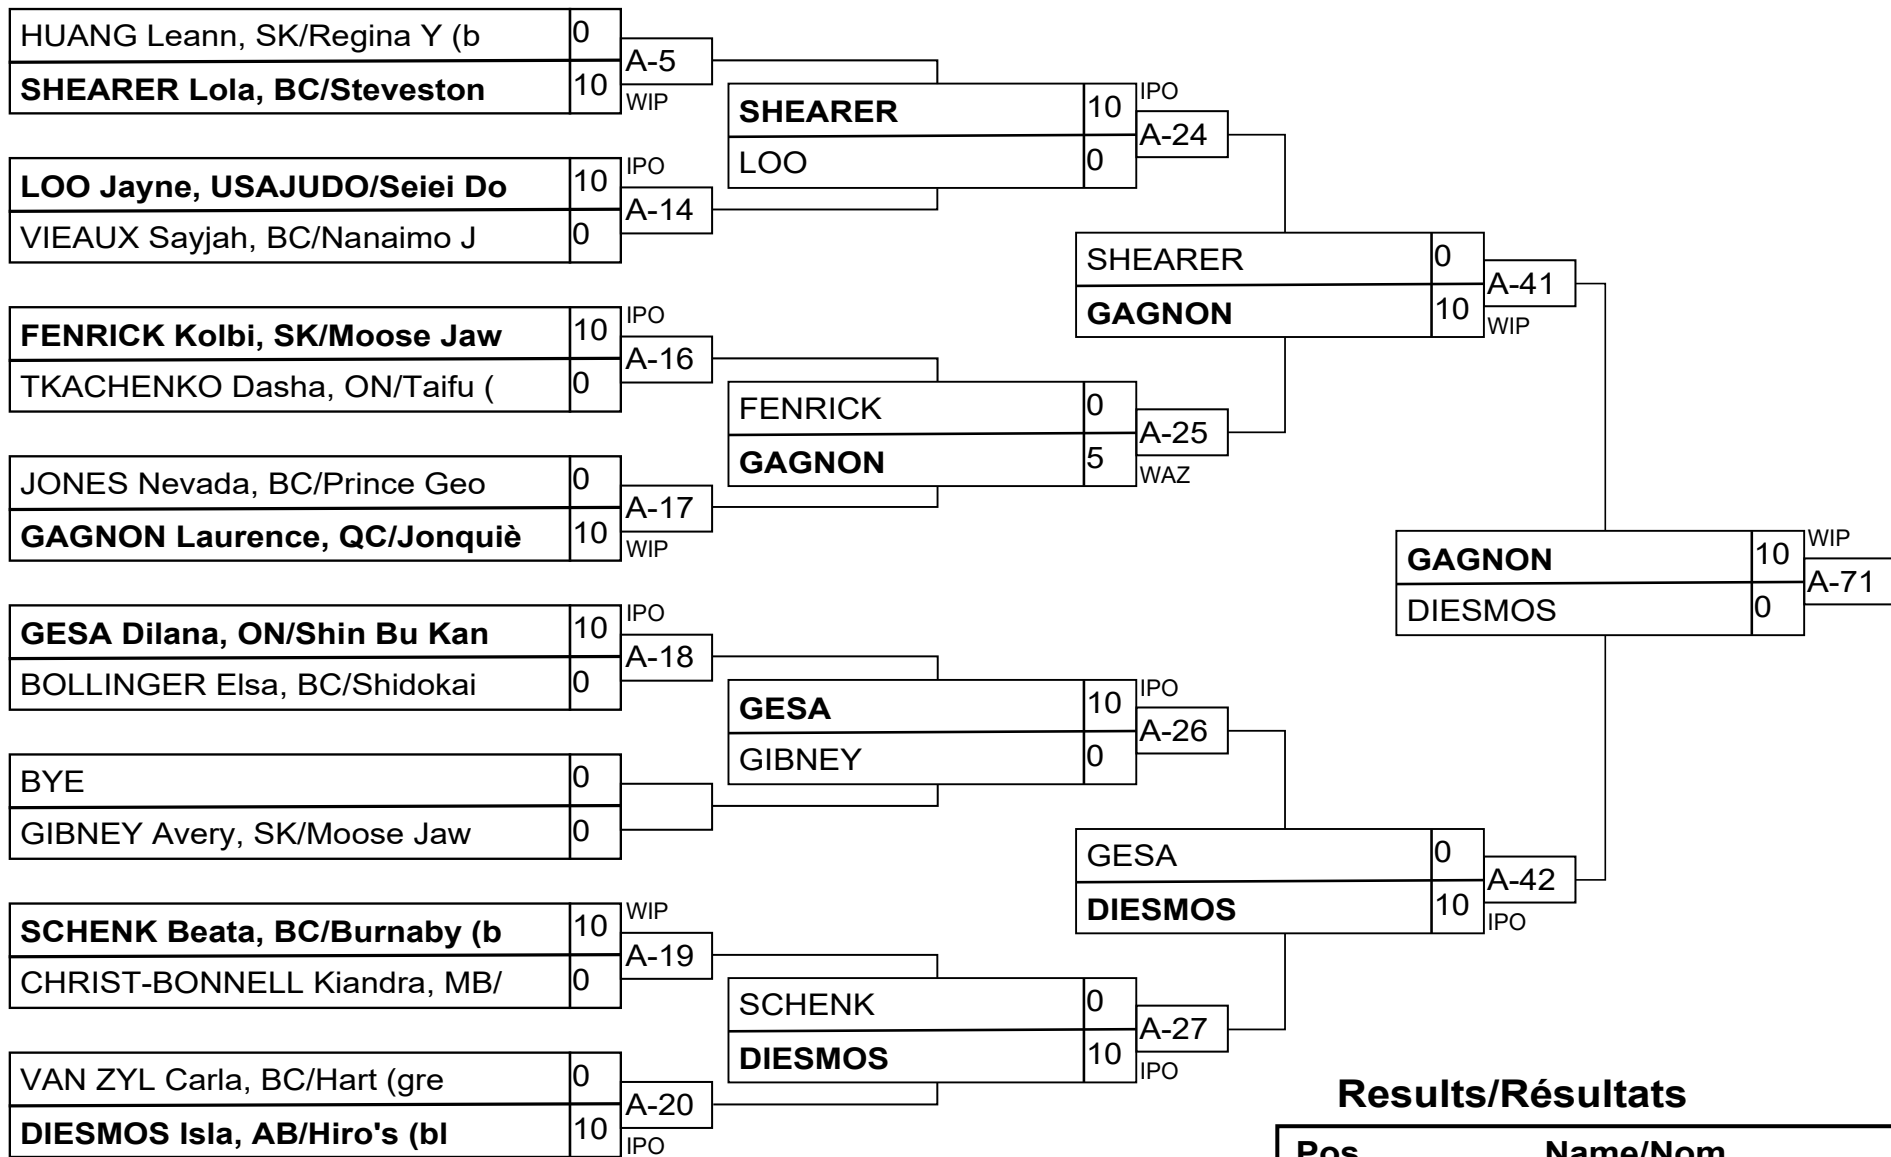 HUANG Leann, SK/Regina Y (b 0
A-5
SHEARER Lola, BC/Steveston 10
WIP
LOO Jayne, USAJUDO/Seiei Do 10
IPO
A-14
VIEAUX Sayjah, BC/Nanaimo J 0
FENRICK Kolbi, SK/Moose Jaw 10
IPO
A-16
TKACHENKO Dasha, ON/Taifu ( 0
JONES Nevada, BC/Prince Geo 0
A-17
GAGNON Laurence, QC/Jonquiè 10
WIP
GESA Dilana, ON/Shin Bu Kan 10
IPO
A-18
BOLLINGER Elsa, BC/Shidokai 0
BYE 0
GIBNEY Avery, SK/Moose Jaw 0
SCHENK Beata, BC/Burnaby (b 10
WIP
A-19
CHRIST-BONNELL Kiandra, MB/ 0
VAN ZYL Carla, BC/Hart (gre 0
A-20
DIESMOS Isla, AB/Hiro's (bl 10
IPO
SHEARER 10
IPO
A-24
LOO 0
FENRICK 0
A-25
GAGNON 5
WAZ
GESA 10
IPO
A-26
GIBNEY 0
SCHENK 0
A-27
DIESMOS 10
IPO
SHEARER 0
A-41
GAGNON 10
WIP
GESA 0
A-42
DIESMOS 10
IPO
GAGNON 10
WIP
A-71
DIESMOS 0
Results/Résultats
Pos Name/Nom